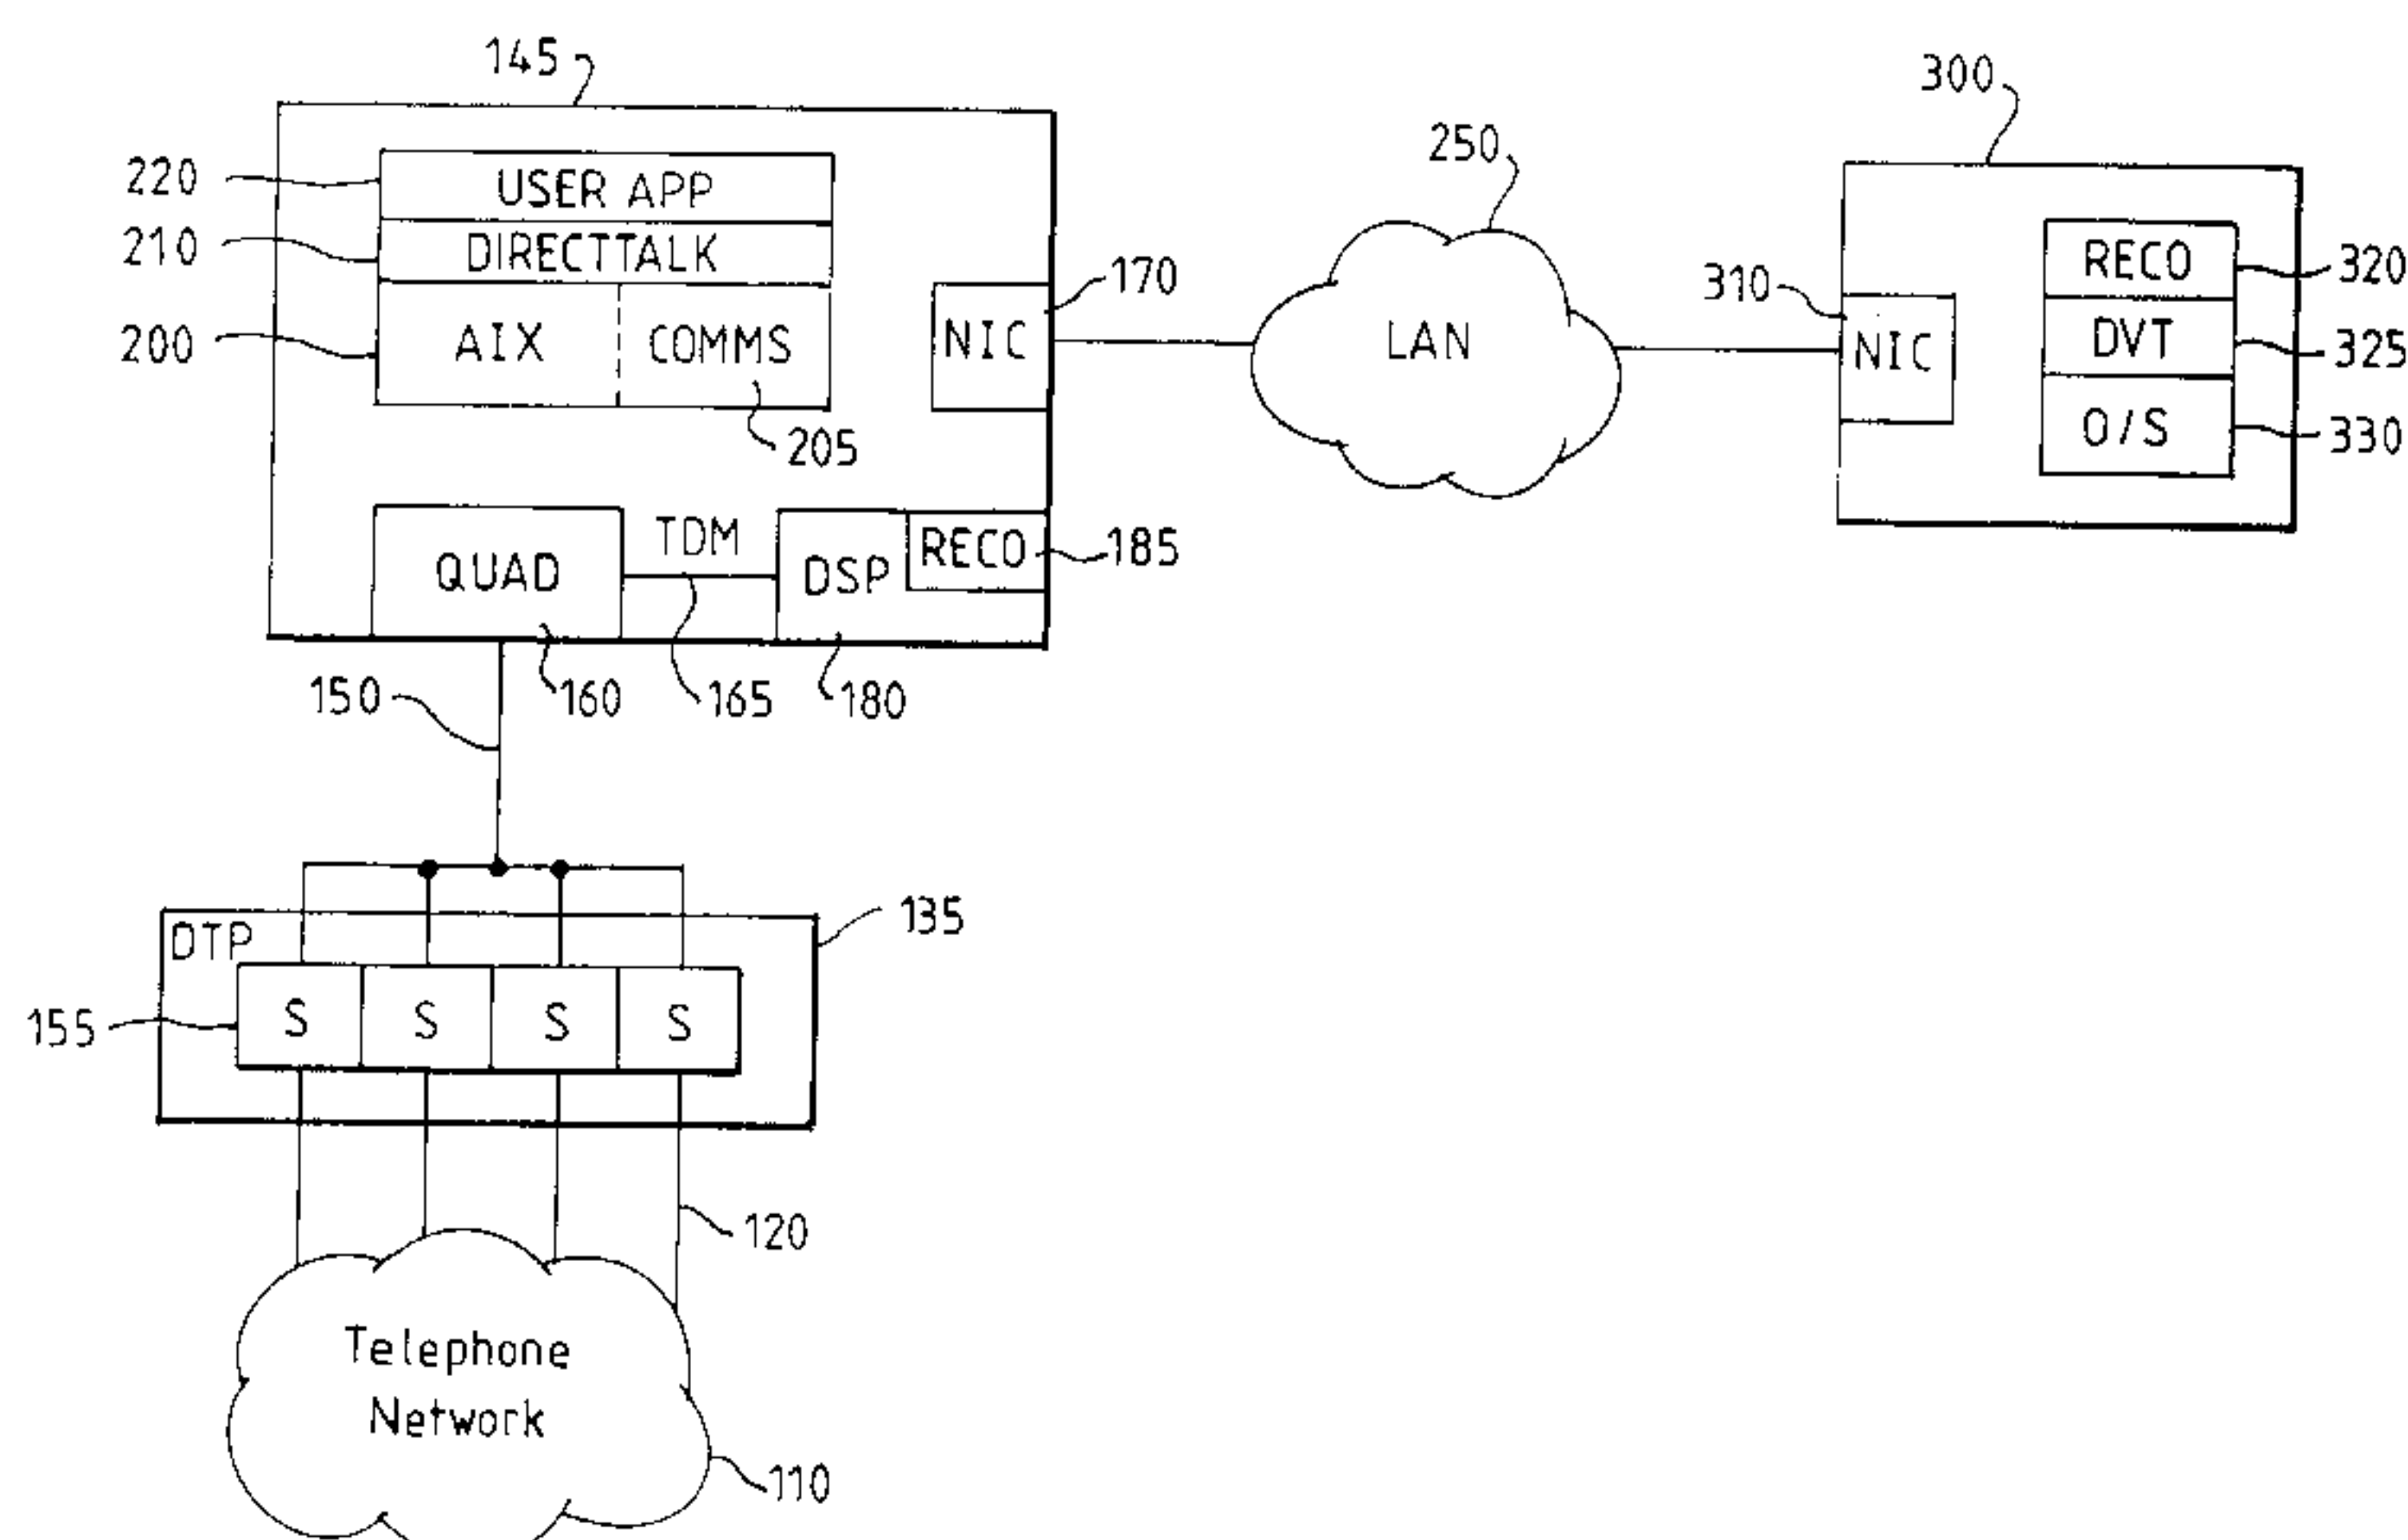 145
300
250
220
USER APP
210
DIRECTTALK
200
AIX
COMMS
205
NIC
170
LAN
310
NIC
RECO
320
DVT
325
O/S
330
QUAD
TDM
DSP
RECO
185
150
160
165
180
DTP
135
155
S
S
S
S
120
Telephone
Network
110